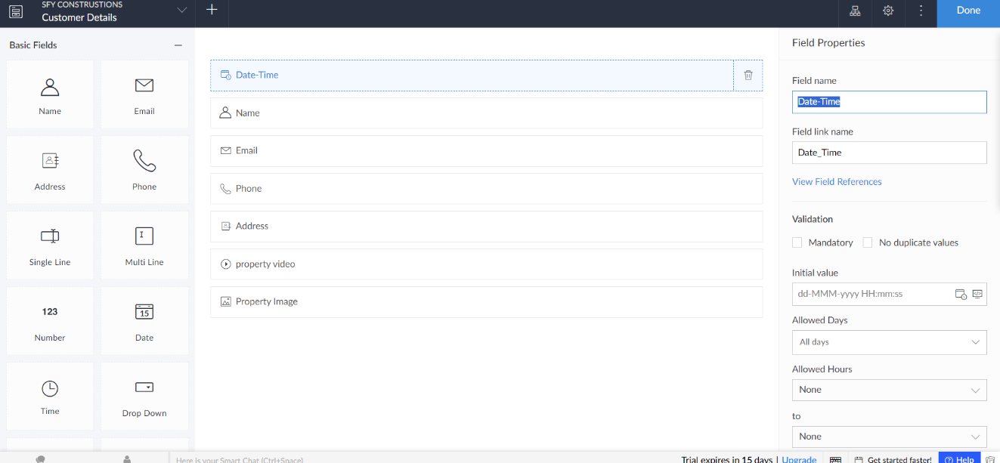 SFY CONSTRUSTIONS
Customer Details
Done
Basic Fields
Name
Email
Address
Phone
Single Line
Multi Line
123
Number
15
Date
Time
Drop Down
Date-Time
Name
Email
Phone
Address
property video
Property Image
Field Properties
Field name
Date-Time
Field link name
Date_Time
View Field References
Validation
Mandatory
No duplicate values
Initial value
dd-MMM-yyyy HH:mm:ss
Allowed Days
All days
Allowed Hours
None
to
None
Here is your Smart Chat (Ctrl+Space)
Trial expires in 15 days | Upgrade
Get started faster!
Help